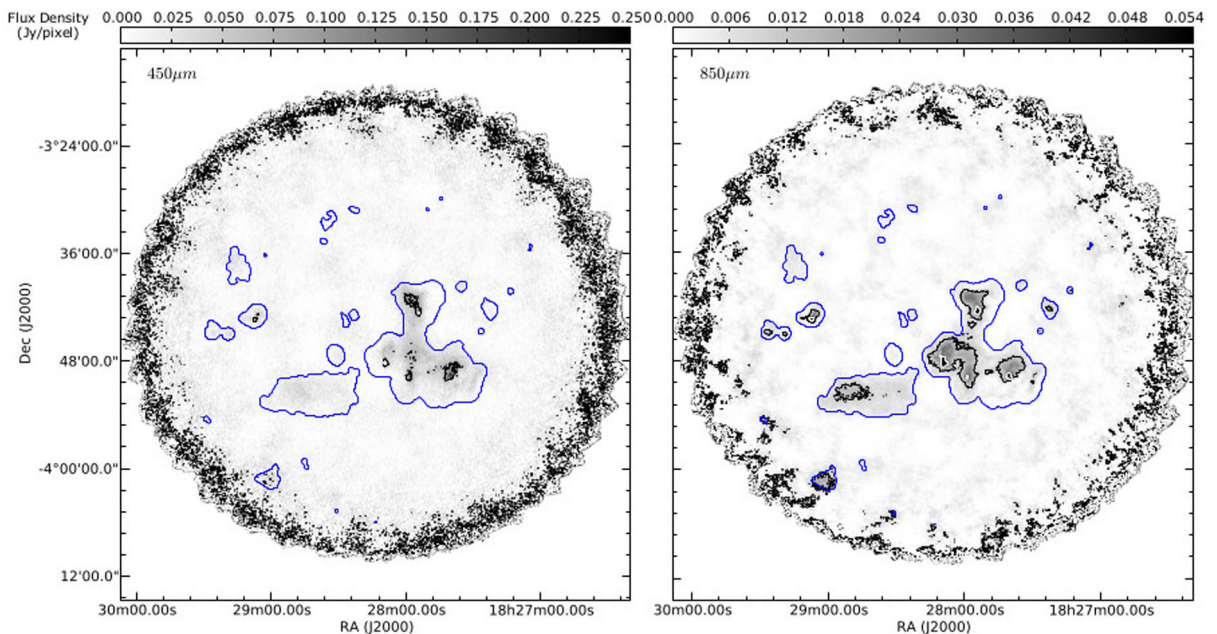 Flux Density 0.000 0.025 0.050 0.075 0.100 0.125 0.150 0.175 0.200 0.225 0.250 0.000 0.006 0.012 0.018 0.024 0.030 0.036 0.042 0.048 0.054
(Jy/pixel)
450μm 850μm
-3°24'00.0"
36'00.0"
Dec (J2000)
48'00.0"
-4°00'00.0"
12'00.0"
30m00.00s 29m00.00s 28m00.00s 18h27m00.00s 30m00.00s 29m00.00s 28m00.00s 18h27m00.00s
RA (J2000) RA (J2000)